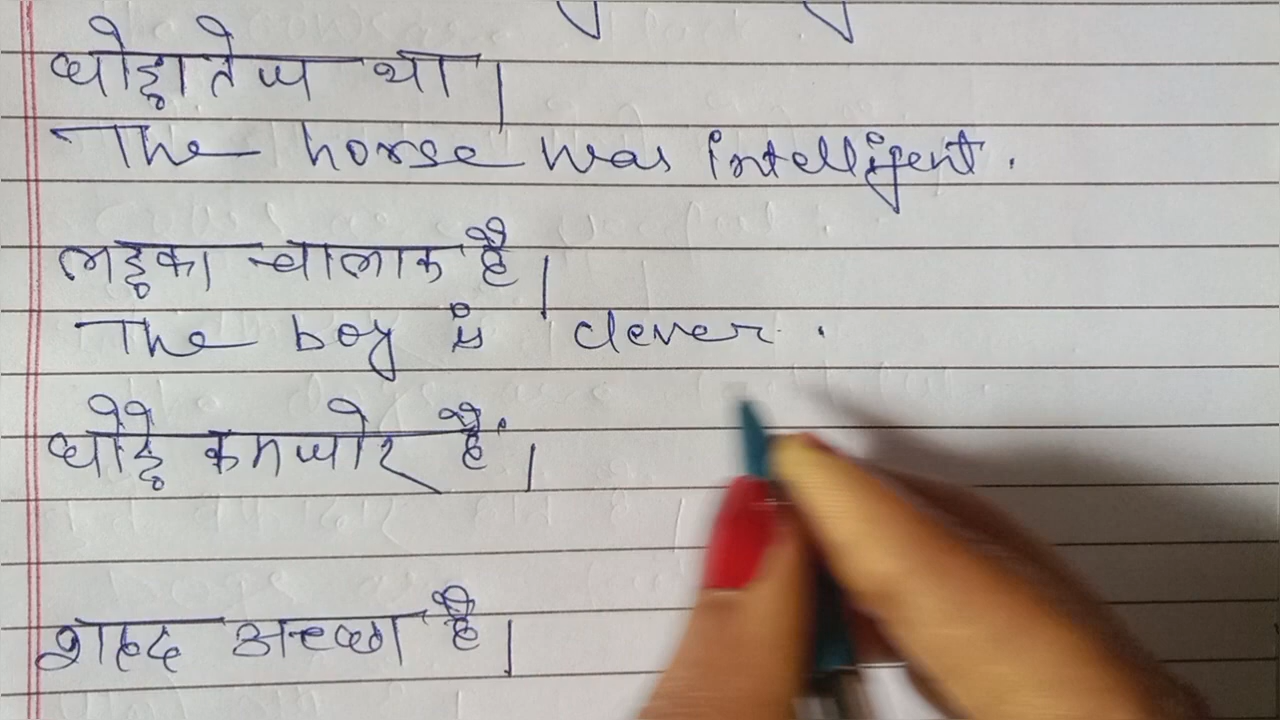 घोड़ा तेज था।
The horse was intelligent.
लड़का चालाक है।
The boy is clever.
घोड़े कमजोर हैं।
शहद अच्छा है।